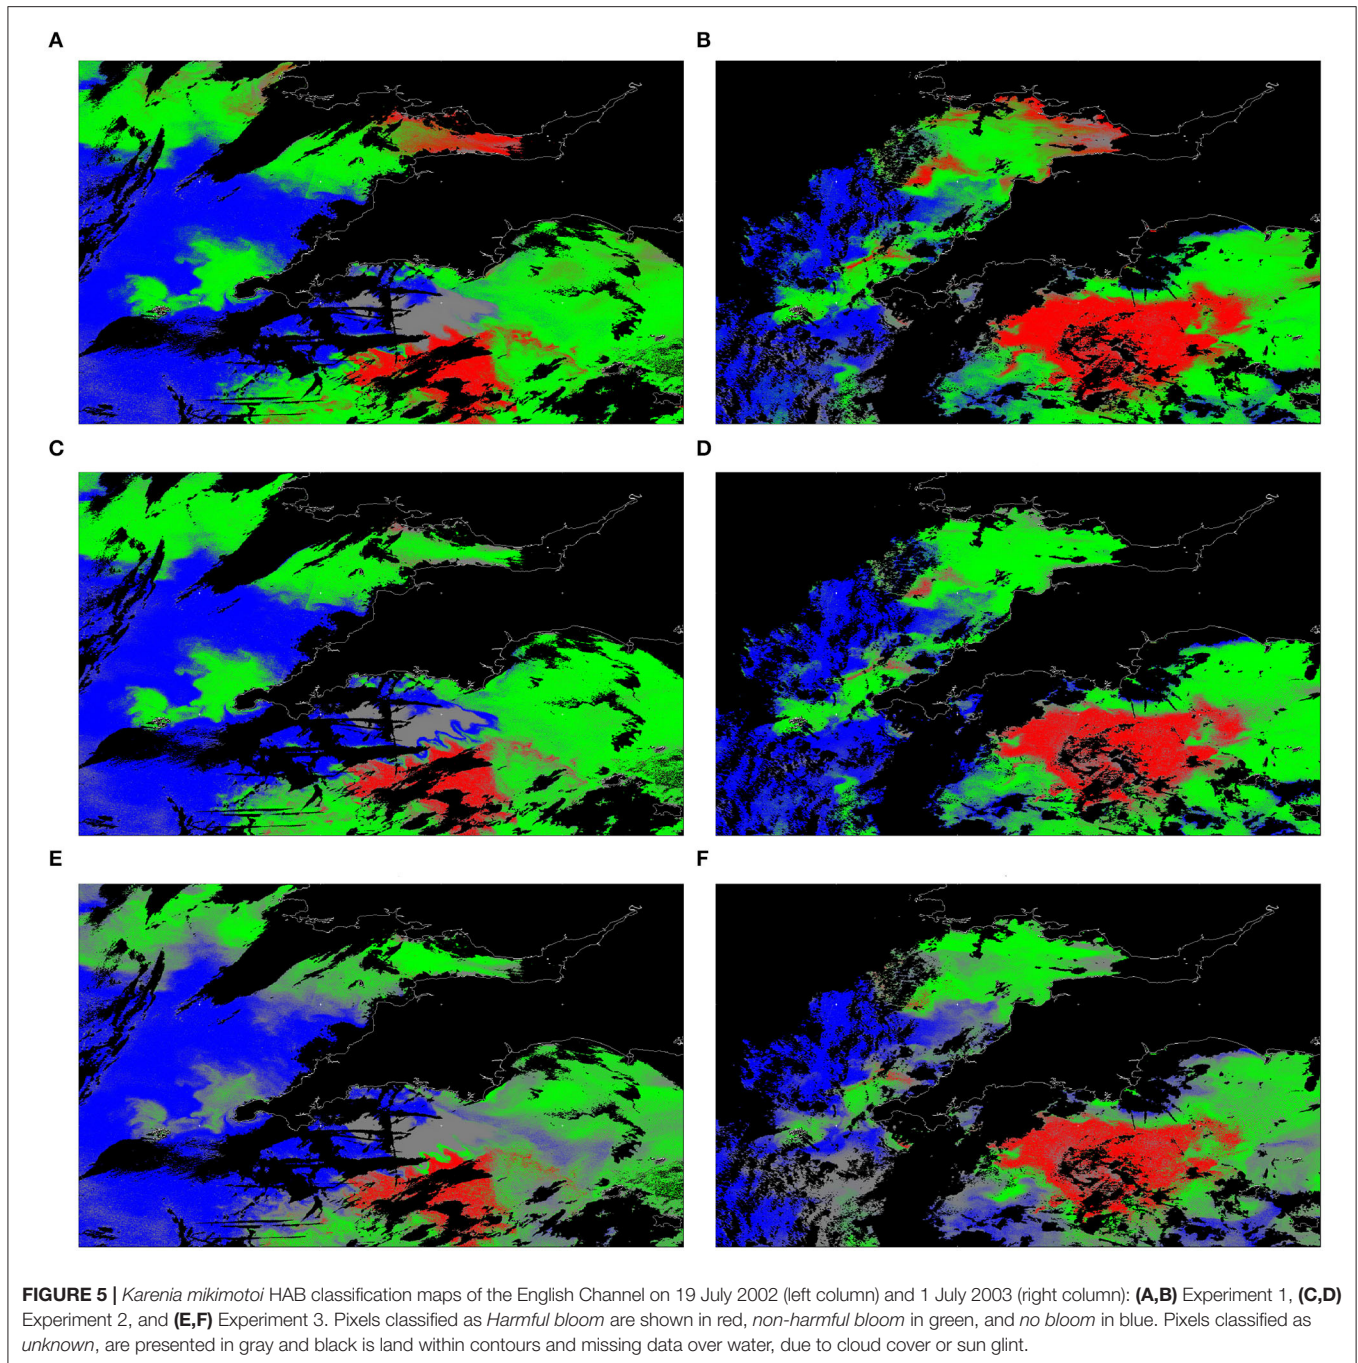 A
B
C
D
E
F
FIGURE 5 | Karenia mikimotoi HAB classification maps of the English Channel on 19 July 2002 (left column) and 1 July 2003 (right column): (A,B) Experiment 1, (C,D)
Experiment 2, and (E,F) Experiment 3. Pixels classified as Harmful bloom are shown in red, non-harmful bloom in green, and no bloom in blue. Pixels classified as
unknown, are presented in gray and black is land within contours and missing data over water, due to cloud cover or sun glint.